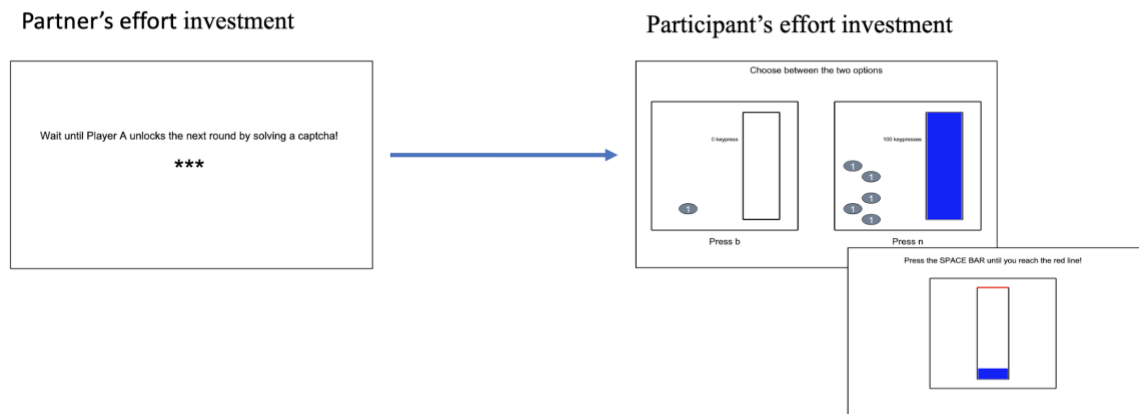 Partner's effort investment
Participant's effort investment
Wait until Player A unlocks the next round by solving a captcha!
***
Choose between the two options
0 keypress
1
Press b
100 keypresses
1
1
1
1
1
Press n
Press the SPACE BAR until you reach the red line!